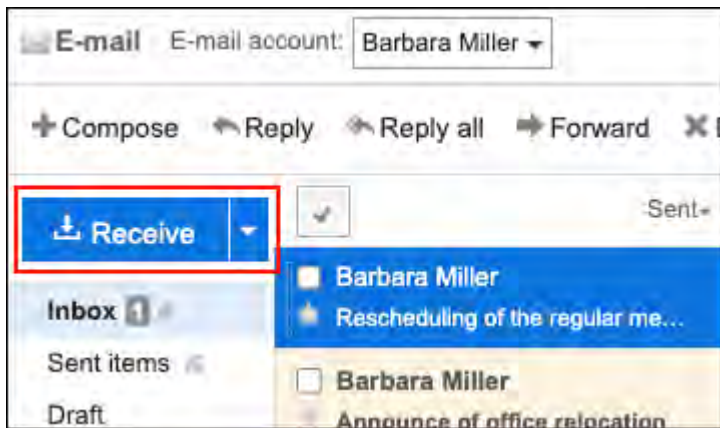 E-mail E-mail account: Barbara Miller
Compose Reply Reply all Forward
Receive
Sent
Barbara Miller
Rescheduling of the regular me...
Inbox 1
Sent items
Draft
Barbara Miller
Announce of office relocation